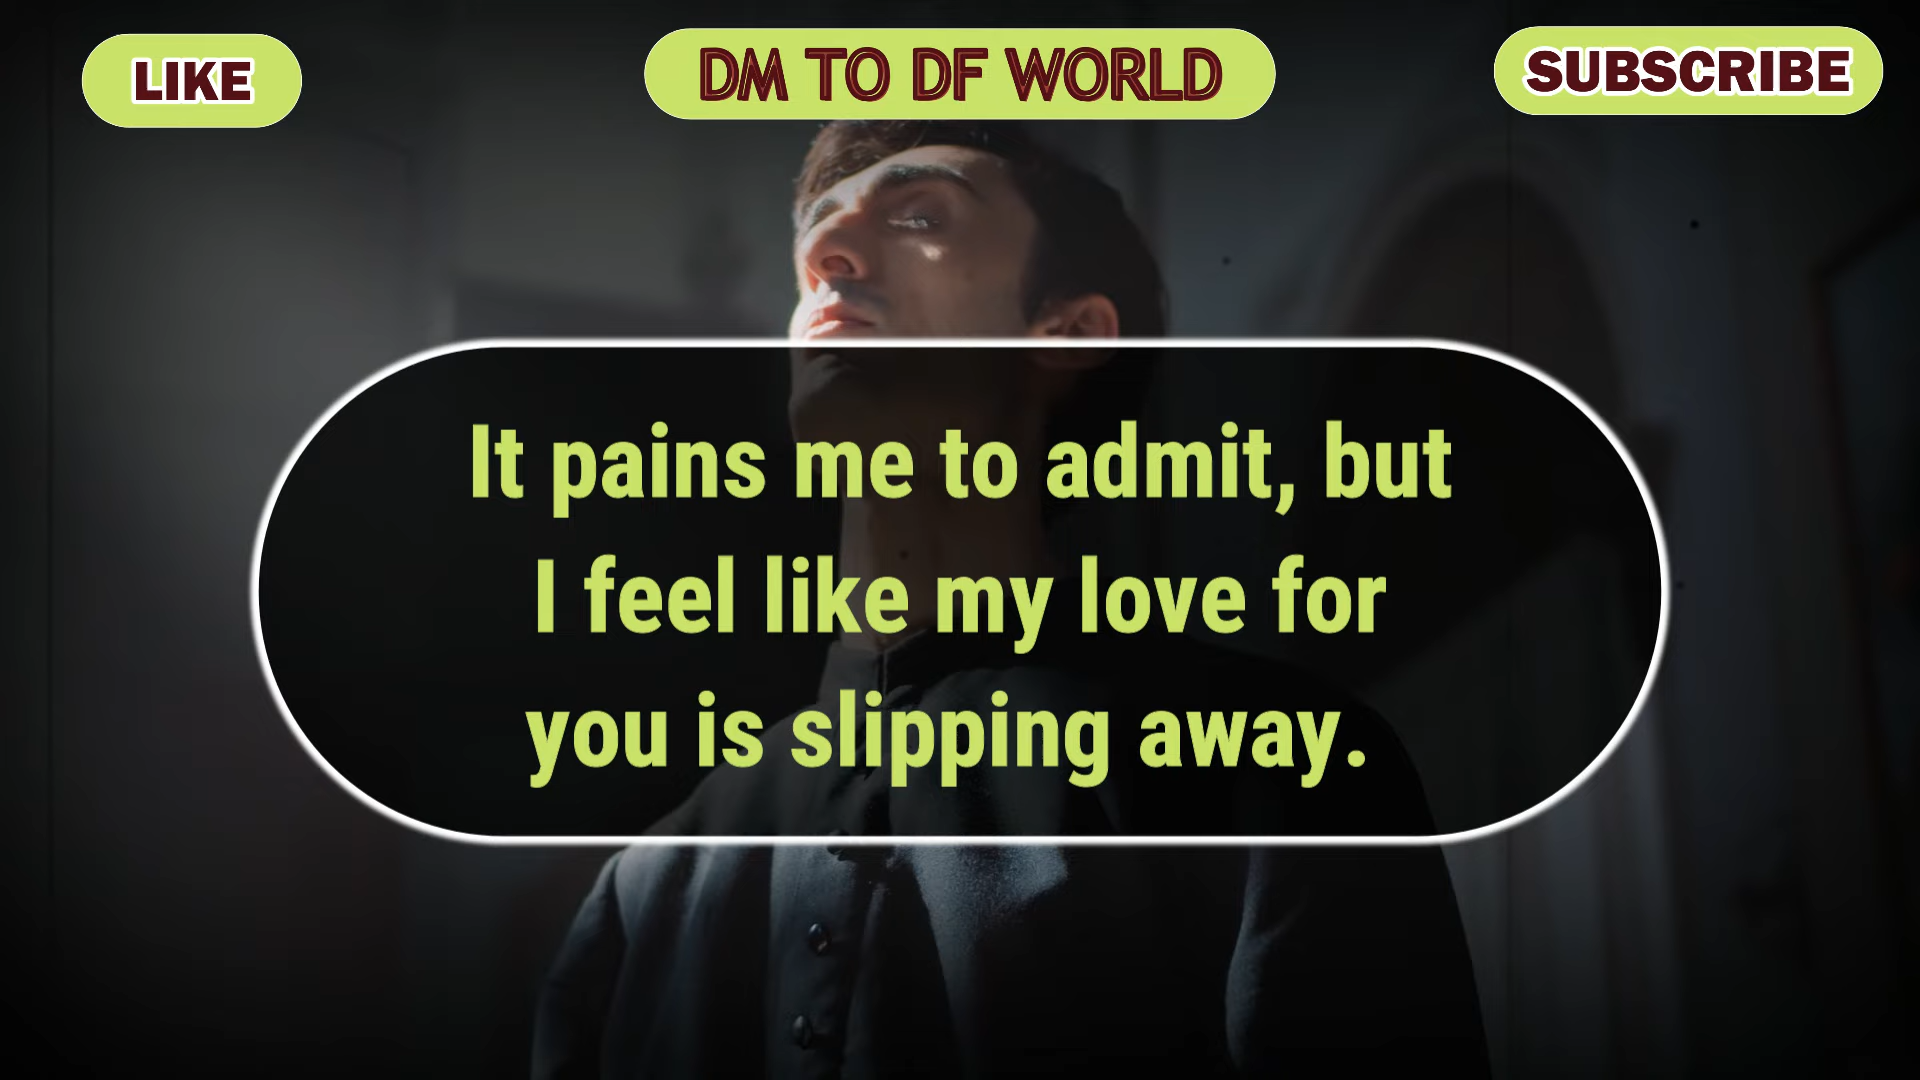 LIKE
DM TO DF WORLD
SUBSCRIBE
It pains me to admit, but
I feel like my love for
you is slipping away.